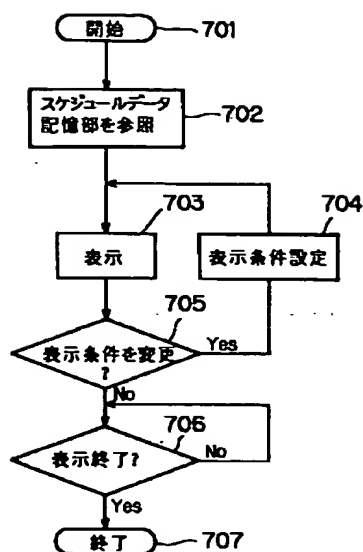 開始
701
スケジュールデータ
記憶部を参照
702
703
704
表示
表示条件設定
705
表示条件を変更
?
Yes
No
706
表示終了?
No
Yes
終了
707